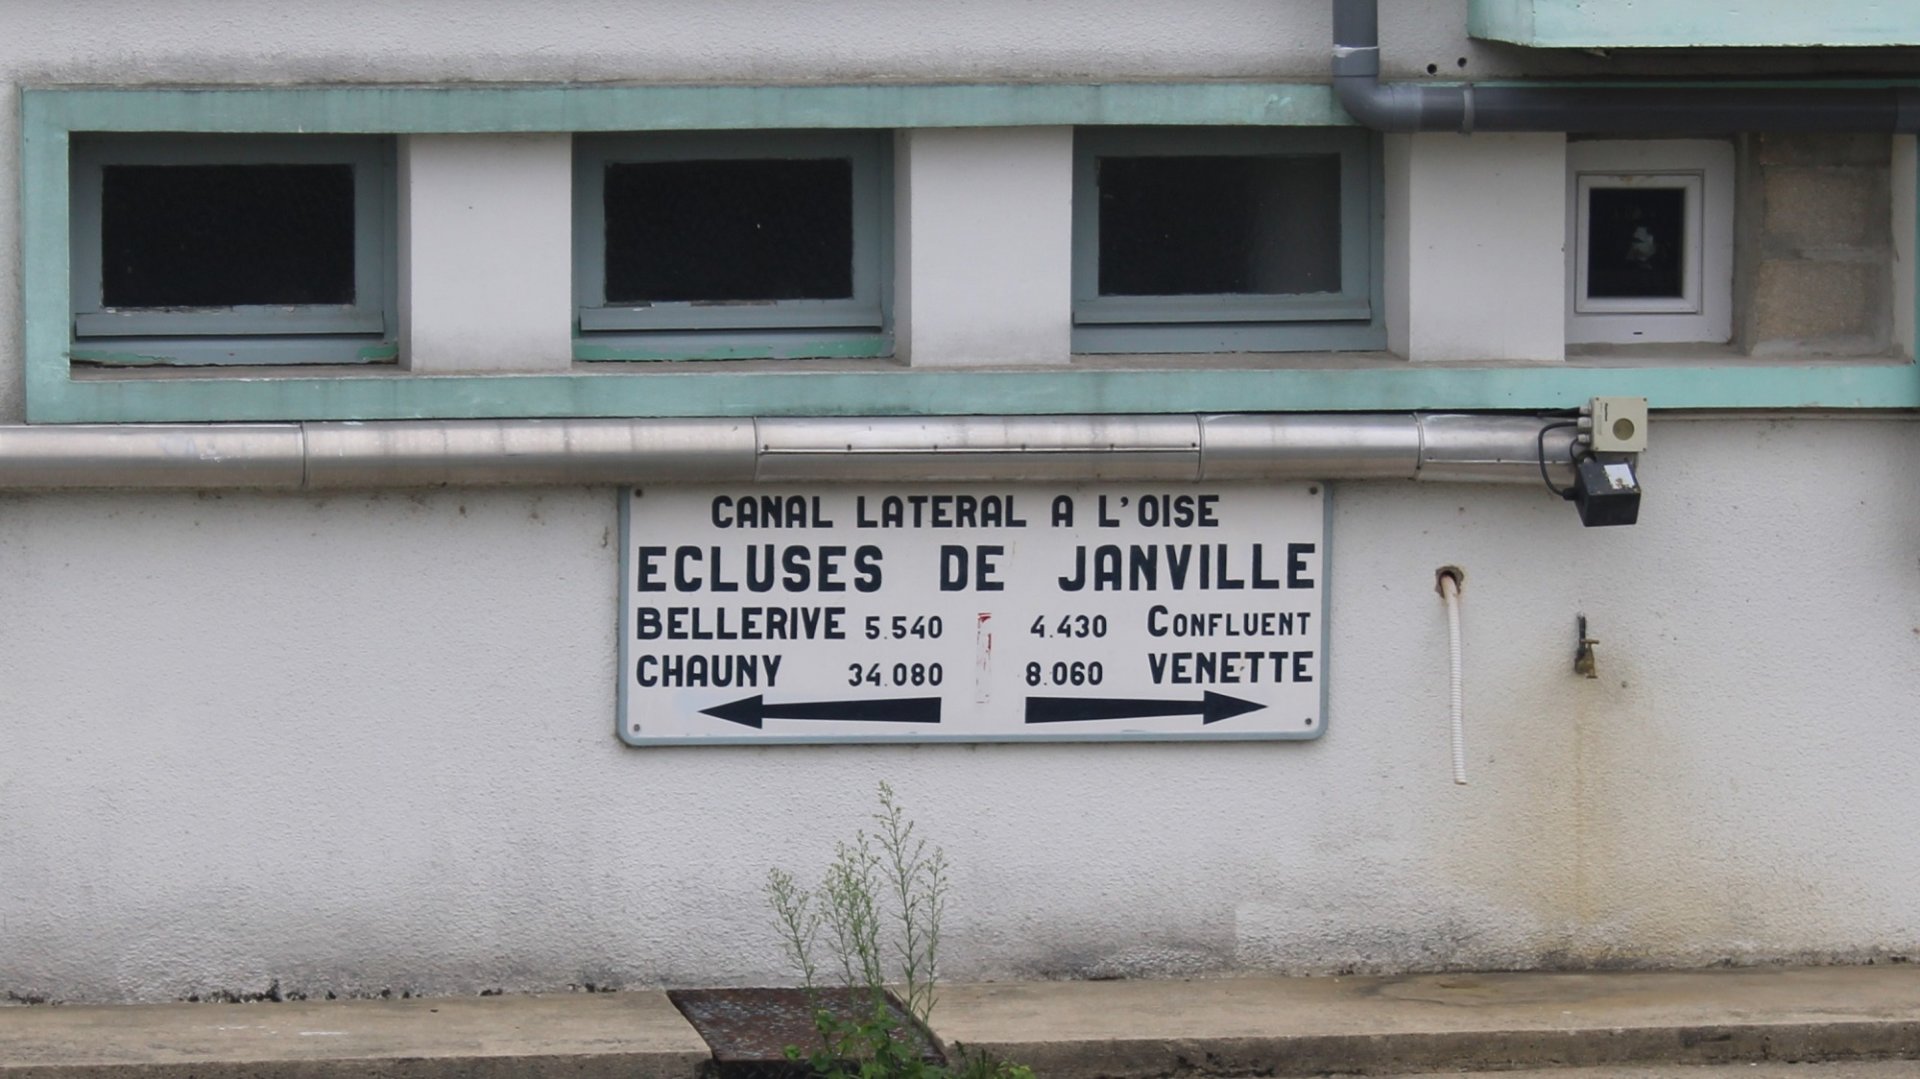 CANAL LATERAL A L'OISE
ECLUSES DE JANVILLE
BELLERIVE 5.540 4.430 CONFLUENT
CHAUNY 34.080 8.060 VENETTE